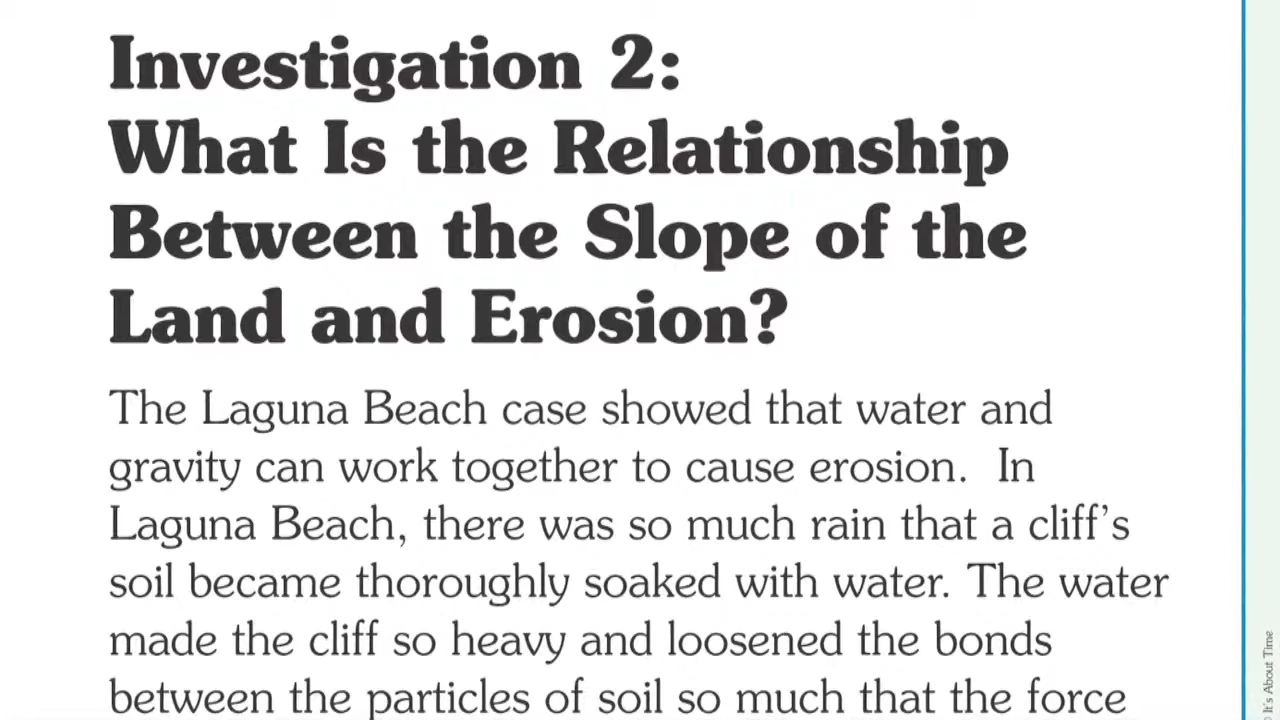 Investigation 2:
What Is the Relationship
Between the Slope of the
Land and Erosion?
The Laguna Beach case showed that water and
gravity can work together to cause erosion.  In
Laguna Beach, there was so much rain that a cliff’s
soil became thoroughly soaked with water. The water
made the cliff so heavy and loosened the bonds
between the particles of soil so much that the force
It's About Time